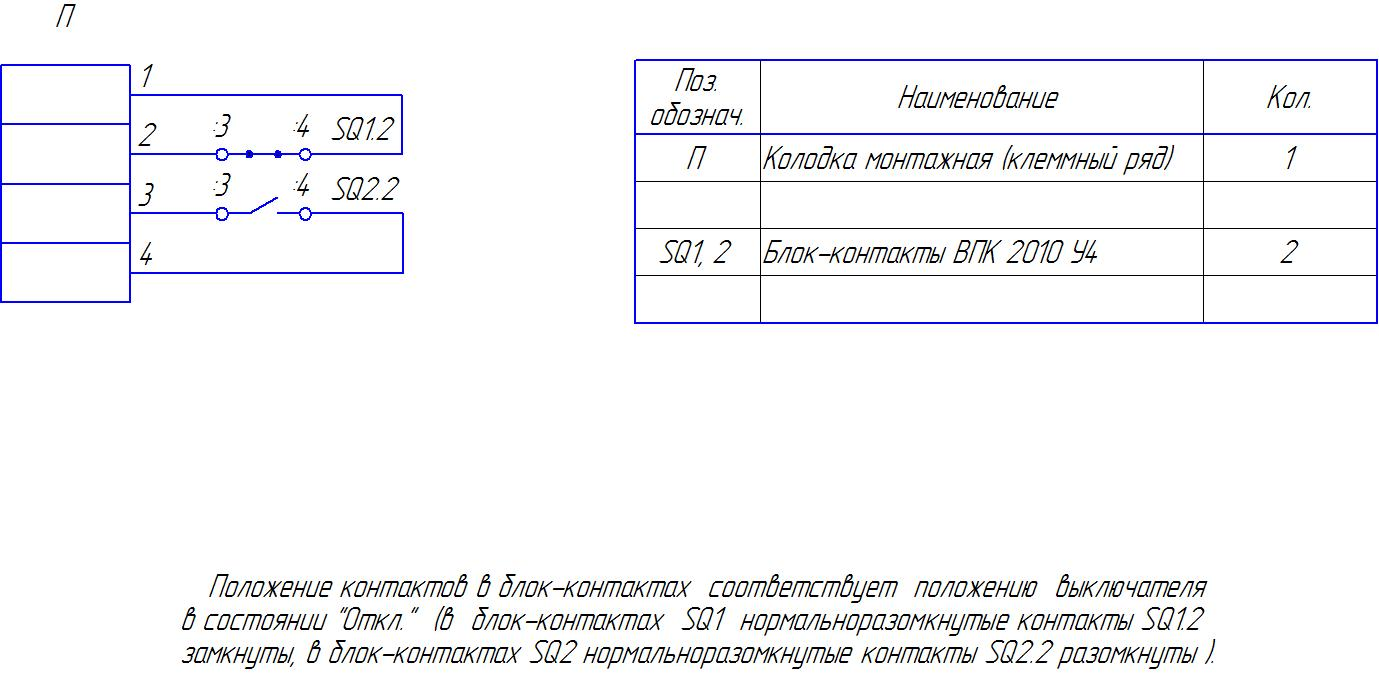 П
1
:3 :4 SQ1.2
2
:3 :4 SQ2.2
3
4
Поз. обознач. Наименование Кол.
П Колодка монтажная (клеммный ряд) 1
SQ1, 2 Блок-контакты ВПК 2010 У4 2
Положение контактов в блок-контактах соответствует положению выключателя
в состоянии "Откл." (в блок-контактах SQ1 нормальноразомкнутые контакты SQ1.2
замкнуты, в блок-контактах SQ2 нормальноразомкнутые контакты SQ2.2 разомкнуты ).